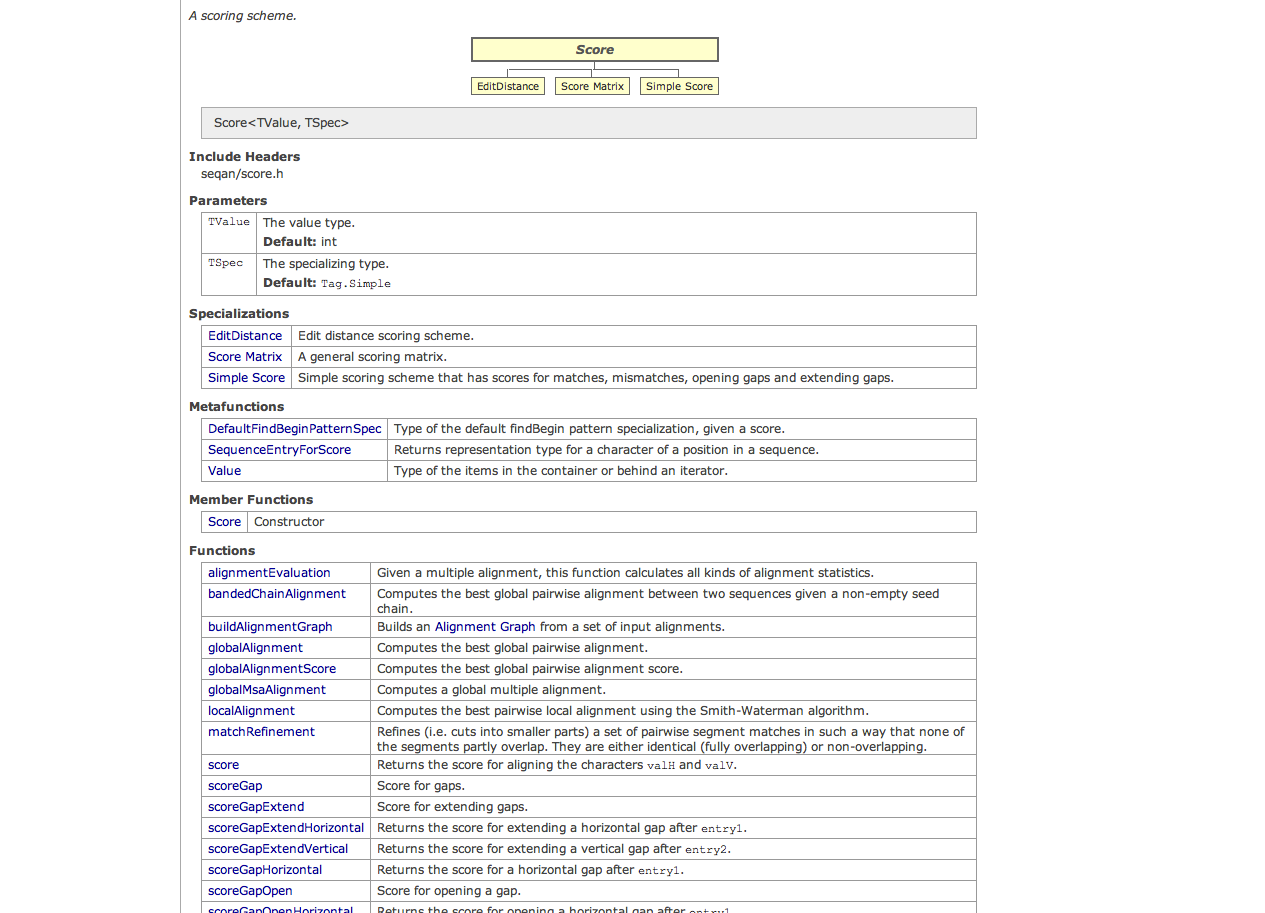 A scoring scheme.
Score
EditDistance Score Matrix Simple Score
Score<TValue, TSpec>
Include Headers
seqan/score.h
Parameters
TValue The value type.
Default: int
TSpec The specializing type.
Default: Tag.Simple
Specializations
EditDistance Edit distance scoring scheme.
Score Matrix A general scoring matrix.
Simple Score Simple scoring scheme that has scores for matches, mismatches, opening gaps and extending gaps.
Metafunctions
DefaultFindBeginPatternSpec Type of the default findBegin pattern specialization, given a score.
SequenceEntryForScore Returns representation type for a character of a position in a sequence.
Value Type of the items in the container or behind an iterator.
Member Functions
Score Constructor
Functions
alignmentEvaluation Given a multiple alignment, this function calculates all kinds of alignment statistics.
bandedChainAlignment Computes the best global pairwise alignment between two sequences given a non-empty seed
chain.
buildAlignmentGraph Builds an Alignment Graph from a set of input alignments.
globalAlignment Computes the best global pairwise alignment.
globalAlignmentScore Computes the best global pairwise alignment score.
globalMsaAlignment Computes a global multiple alignment.
localAlignment Computes the best pairwise local alignment using the Smith-Waterman algorithm.
matchRefinement Refines (i.e. cuts into smaller parts) a set of pairwise segment matches in such a way that none of
the segments partly overlap. They are either identical (fully overlapping) or non-overlapping.
score Returns the score for aligning the characters valH and valV.
scoreGap Score for gaps.
scoreGapExtend Score for extending gaps.
scoreGapExtendHorizontal Returns the score for extending a horizontal gap after entry1.
scoreGapExtendVertical Returns the score for extending a vertical gap after entry2.
scoreGapHorizontal Returns the score for a horizontal gap after entry1.
scoreGapOpen Score for opening a gap.
scoreGapOpenHorizontal Returns the score for opening a horizontal gap after entry1.